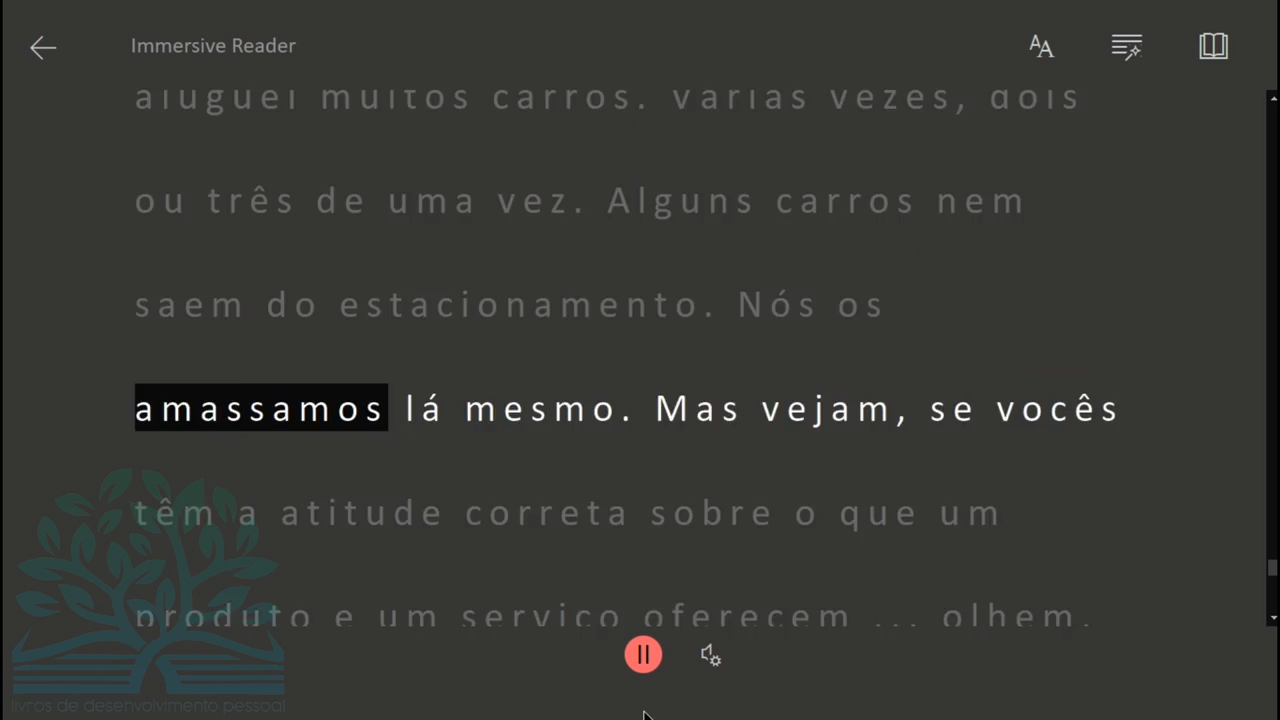 Immersive Reader
aluguei muitos carros. Várias vezes, dois
ou três de uma vez. Alguns carros nem
saem do estacionamento. Nós os
amassamos lá mesmo. Mas vejam, se vocês
têm a atitude correta sobre o que um
produto e um serviço oferecem ... olhem.
livros de desenvolvimento pessoal